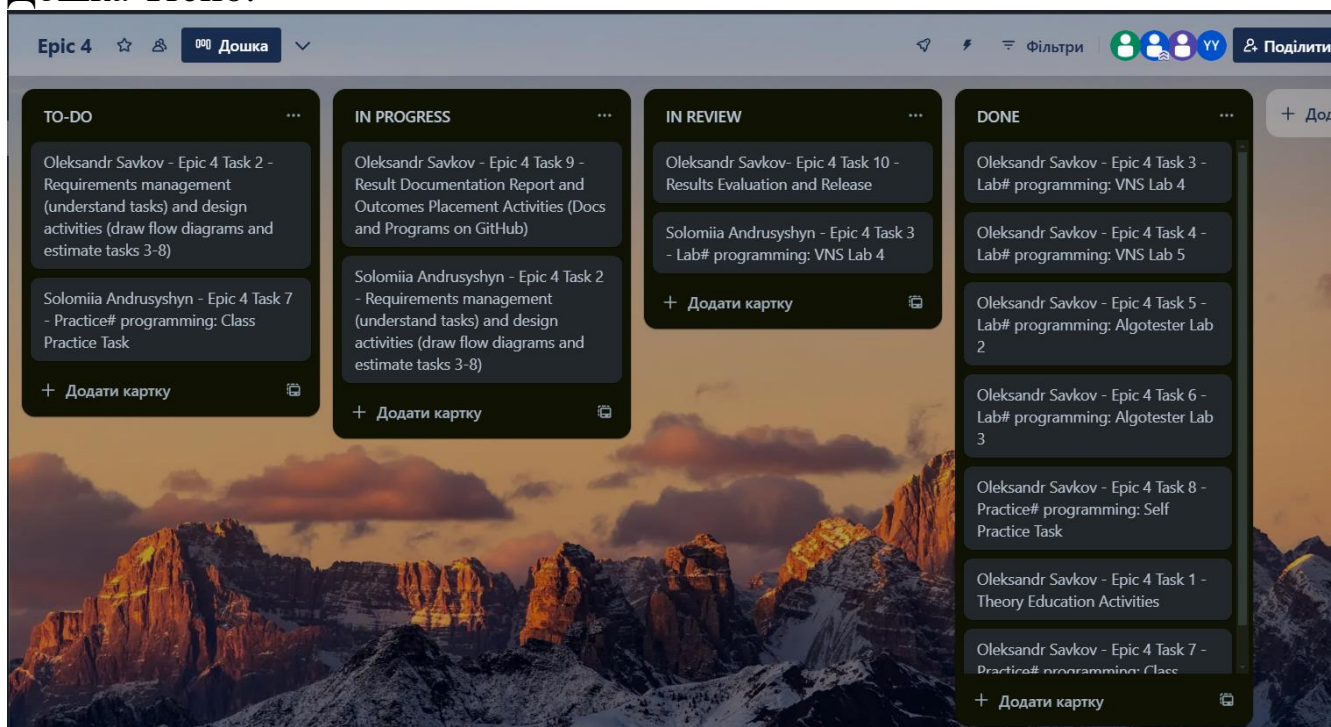 Epic 4
Дошка
Фільтри
YY
Поділити
TO-DO
Oleksandr Savkov - Epic 4 Task 2 -
Requirements management
(understand tasks) and design
activities (draw flow diagrams and
estimate tasks 3-8)
Solomiia Andrusyshyn - Epic 4 Task 7
- Practice# programming: Class
Practice Task
+ Додати картку
IN PROGRESS
Oleksandr Savkov - Epic 4 Task 9 -
Result Documentation Report and
Outcomes Placement Activities (Docs
and Programs on GitHub)
Solomiia Andrusyshyn - Epic 4 Task 2
- Requirements management
(understand tasks) and design
activities (draw flow diagrams and
estimate tasks 3-8)
+ Додати картку
IN REVIEW
Oleksandr Savkov- Epic 4 Task 10 -
Results Evaluation and Release
Solomiia Andrusyshyn - Epic 4 Task 3
- Lab# programming: VNS Lab 4
+ Додати картку
DONE
Oleksandr Savkov - Epic 4 Task 3 -
Lab# programming: VNS Lab 4
Oleksandr Savkov - Epic 4 Task 4 -
Lab# programming: VNS Lab 5
Oleksandr Savkov - Epic 4 Task 5 -
Lab# programming: Algotester Lab
2
Oleksandr Savkov - Epic 4 Task 6 -
Lab# programming: Algotester Lab
3
Oleksandr Savkov - Epic 4 Task 8 -
Practice# programming: Self
Practice Task
Oleksandr Savkov - Epic 4 Task 1 -
Theory Education Activities
Oleksandr Savkov - Epic 4 Task 7 -
Practice# programming: Class
+ Додати картку
+ Дод